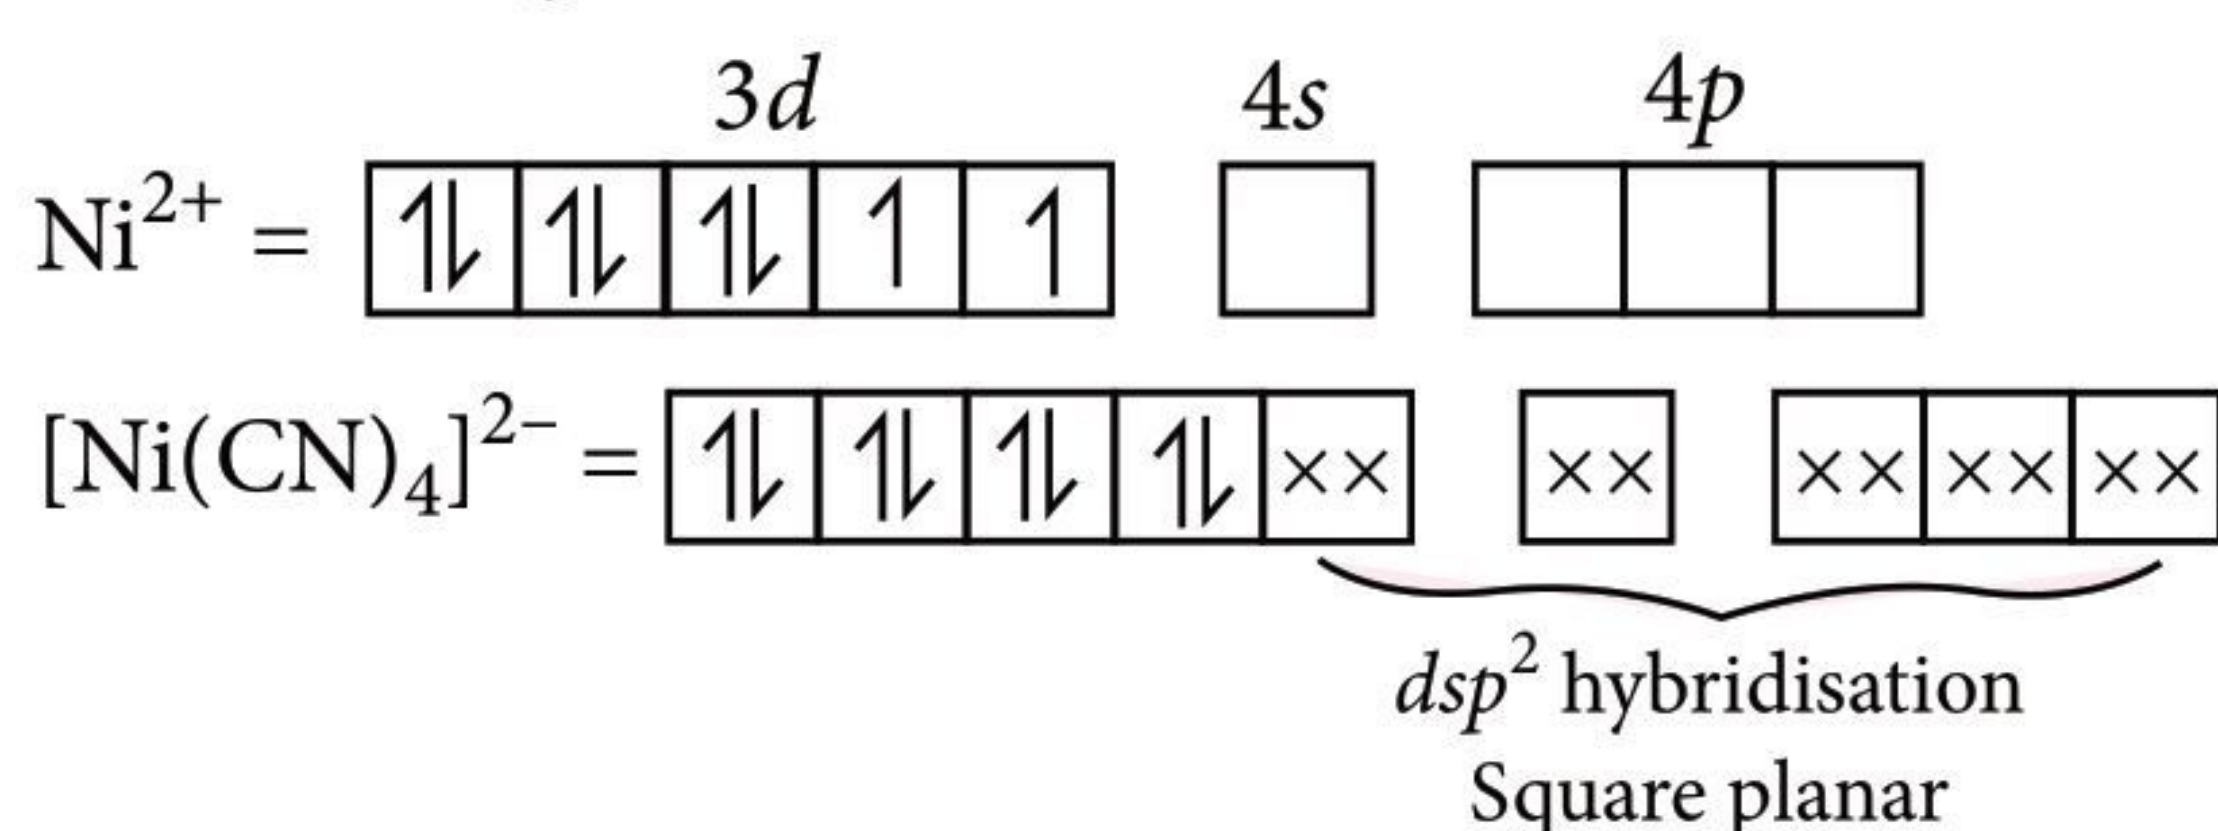 3d 4s 4p
Ni²⁺ = ⥮ ⥮ ⥮ ↿ ↿
[Ni(CN)₄]²⁻ = ⥮ ⥮ ⥮ ⥮ ×× ×× ×× ×× ××
dsp² hybridisation
Square planar